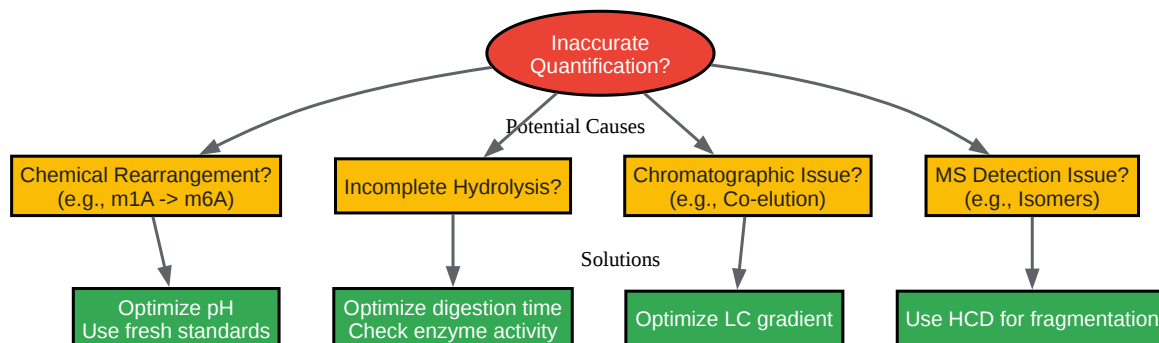 Inaccurate
Quantification?
Potential Causes
Chemical Rearrangement?
(e.g., m1A -> m6A)
Incomplete Hydrolysis?
Chromatographic Issue?
(e.g., Co-elution)
MS Detection Issue?
(e.g., Isomers)
Solutions
Optimize pH
Use fresh standards
Optimize digestion time
Check enzyme activity
Optimize LC gradient
Use HCD for fragmentation